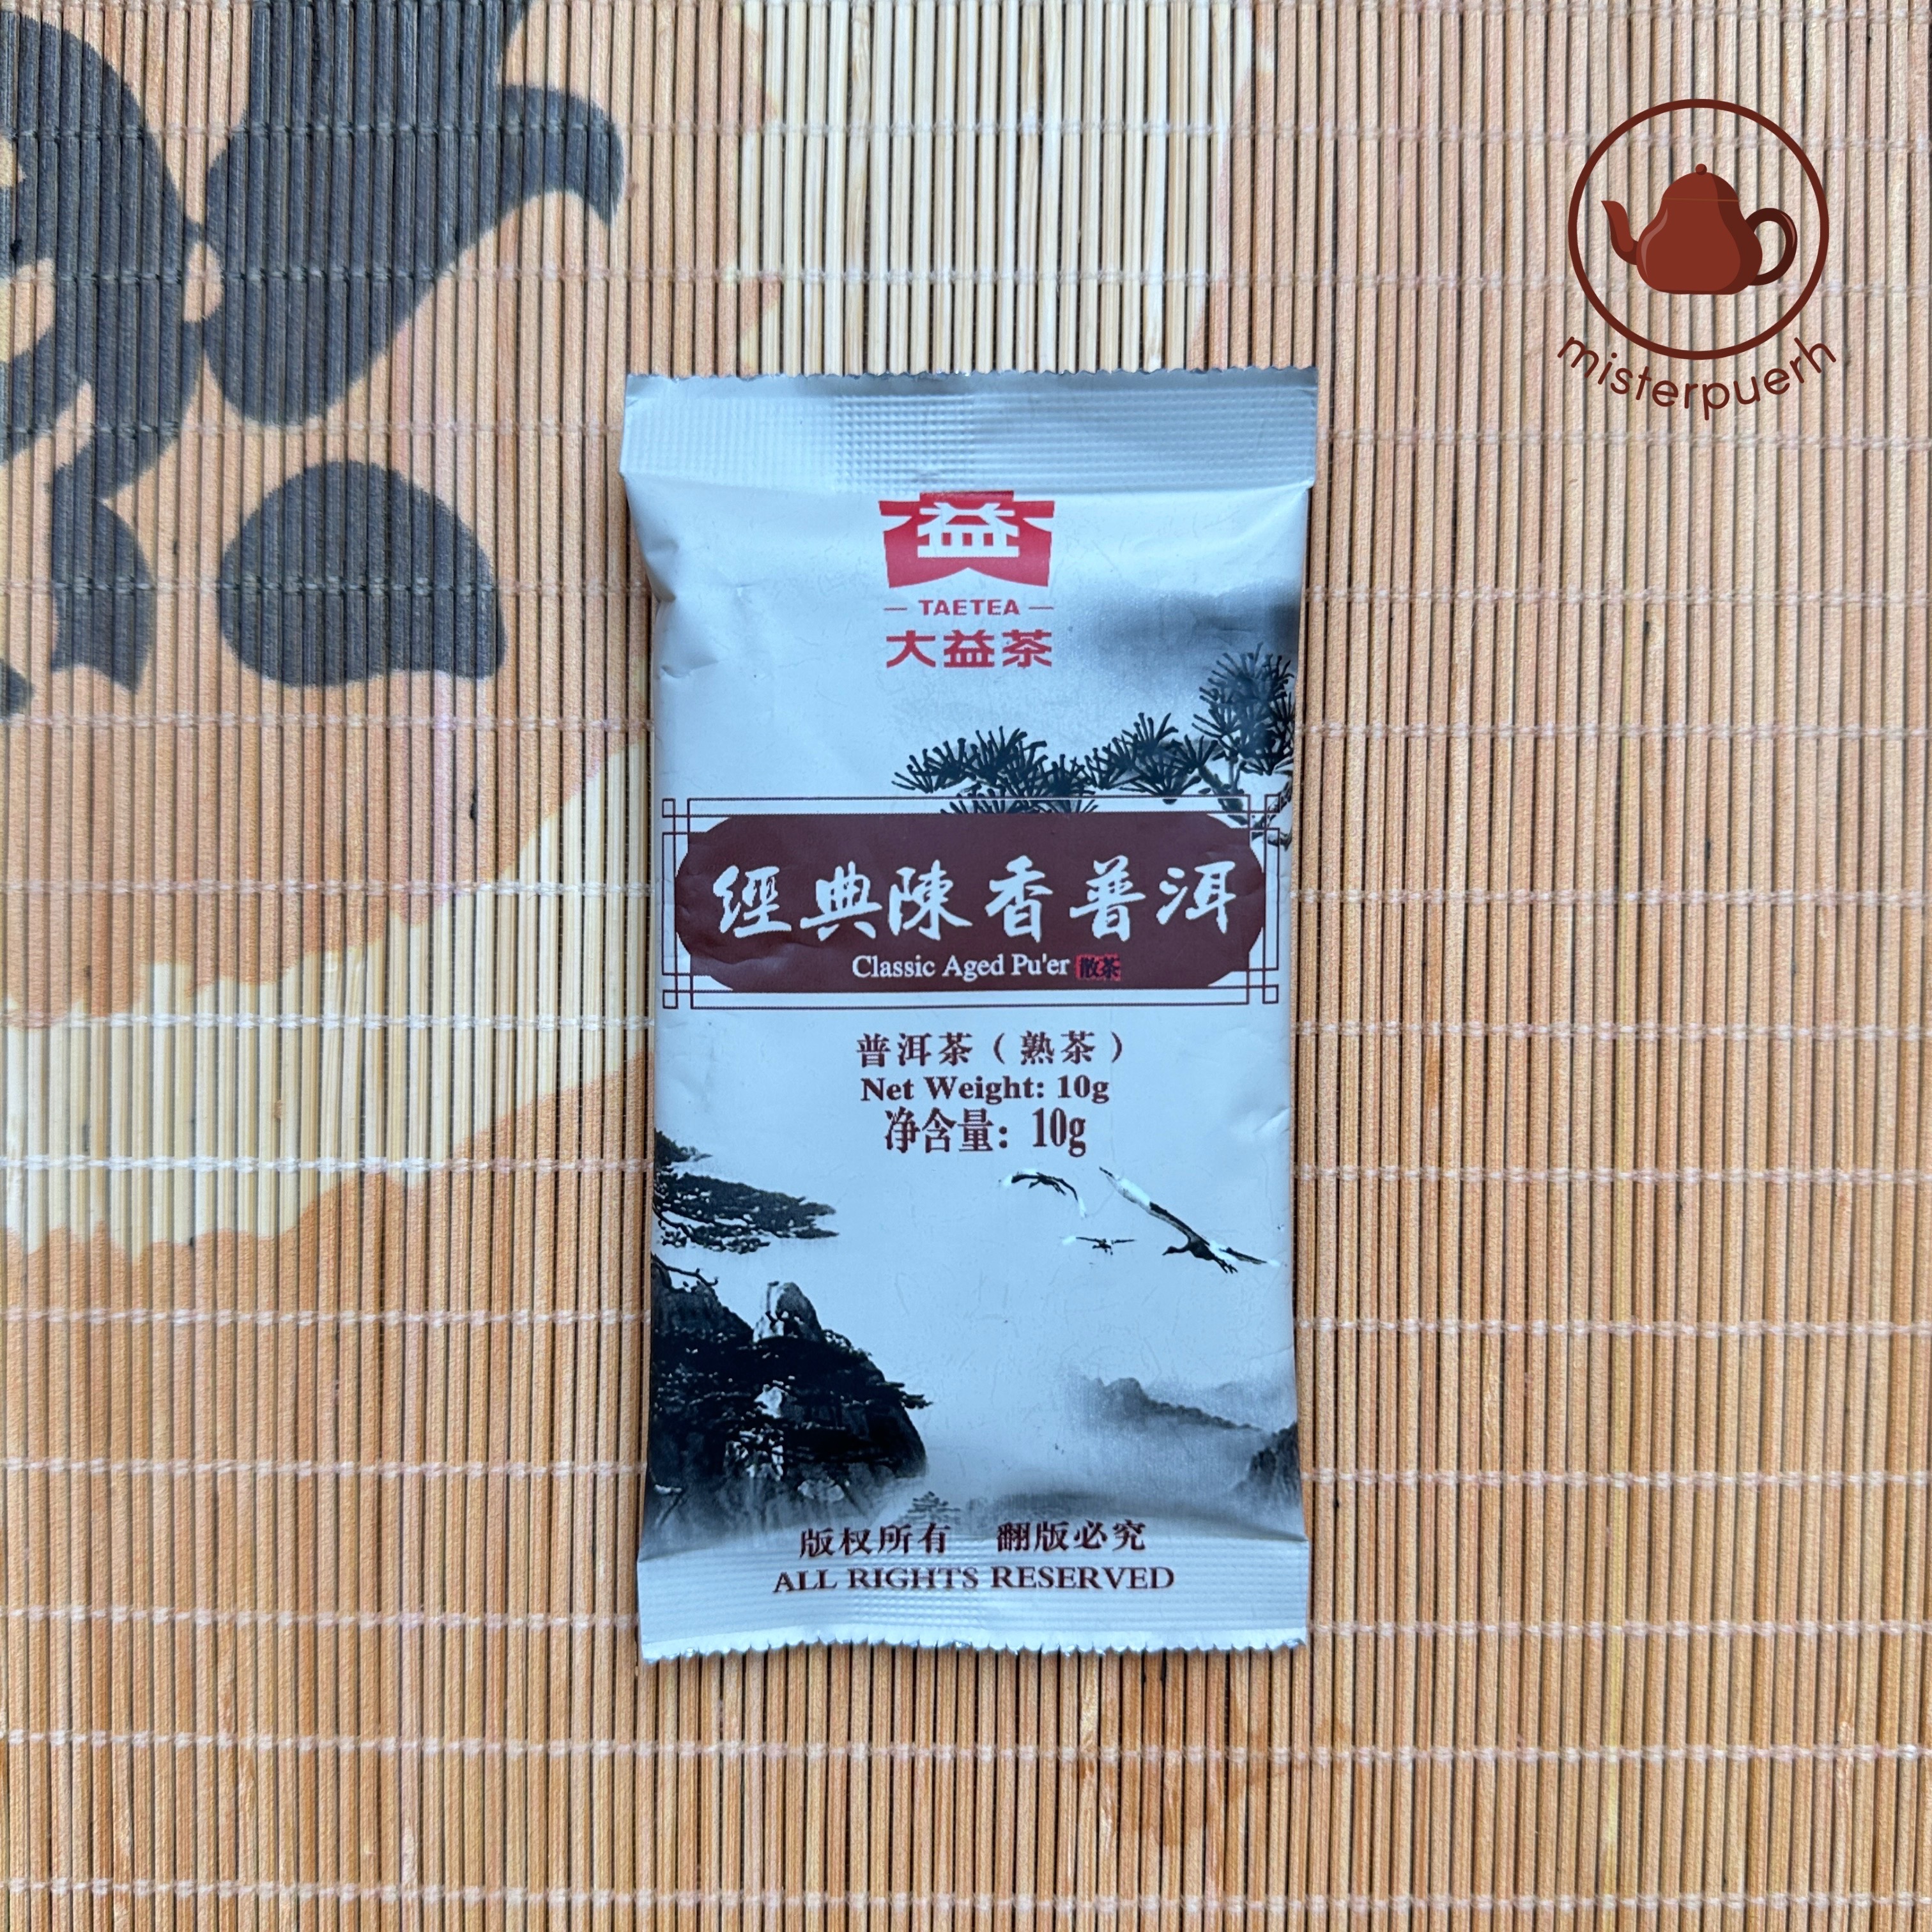 misterpuerh
益
TAETEA
大益茶
經典陳香普洱
Classic Aged Pu'er 散茶
普洱茶（熟茶）
Net Weight: 10g
净含量：10g
版权所有 翻版必究
ALL RIGHTS RESERVED